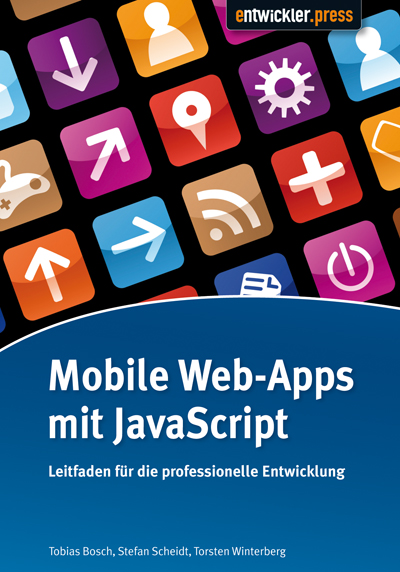 entwickler.press
Mobile Web-Apps
mit JavaScript
Leitfaden für die professionelle Entwicklung
Tobias Bosch, Stefan Scheidt, Torsten Winterberg